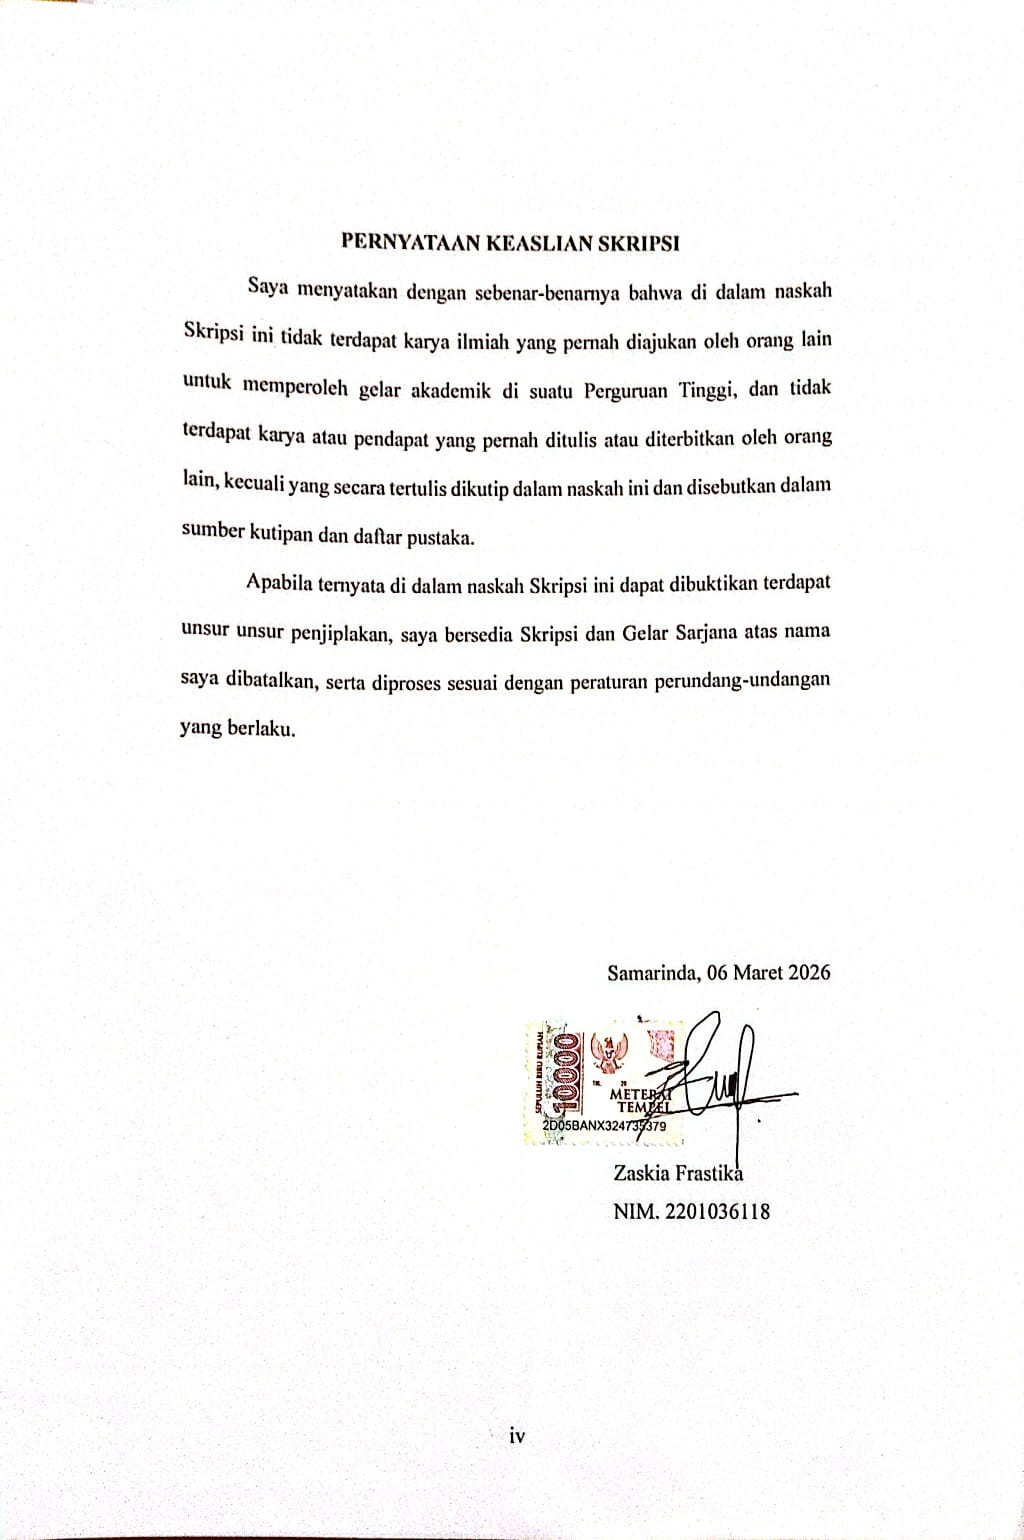 PERNYATAAN KEASLIAN SKRIPSI
Saya menyatakan dengan sebenar-benarnya bahwa di dalam naskah
Skripsi ini tidak terdapat karya ilmiah yang pernah diajukan oleh orang lain
untuk memperoleh gelar akademik di suatu Perguruan Tinggi, dan tidak
terdapat karya atau pendapat yang pernah ditulis atau diterbitkan oleh orang
lain, kecuali yang secara tertulis dikutip dalam naskah ini dan disebutkan dalam
sumber kutipan dan daftar pustaka.
Apabila ternyata di dalam naskah Skripsi ini dapat dibuktikan terdapat
unsur unsur penjiplakan, saya bersedia Skripsi dan Gelar Sarjana atas nama
saya dibatalkan, serta diproses sesuai dengan peraturan perundang-undangan
yang berlaku.
Samarinda, 06 Maret 2026
SEPULUH RIBU RUPIAH
10000
METERAI
TEMPEL
2D05BANX324735379
Zaskia Frastika
NIM. 2201036118
iv